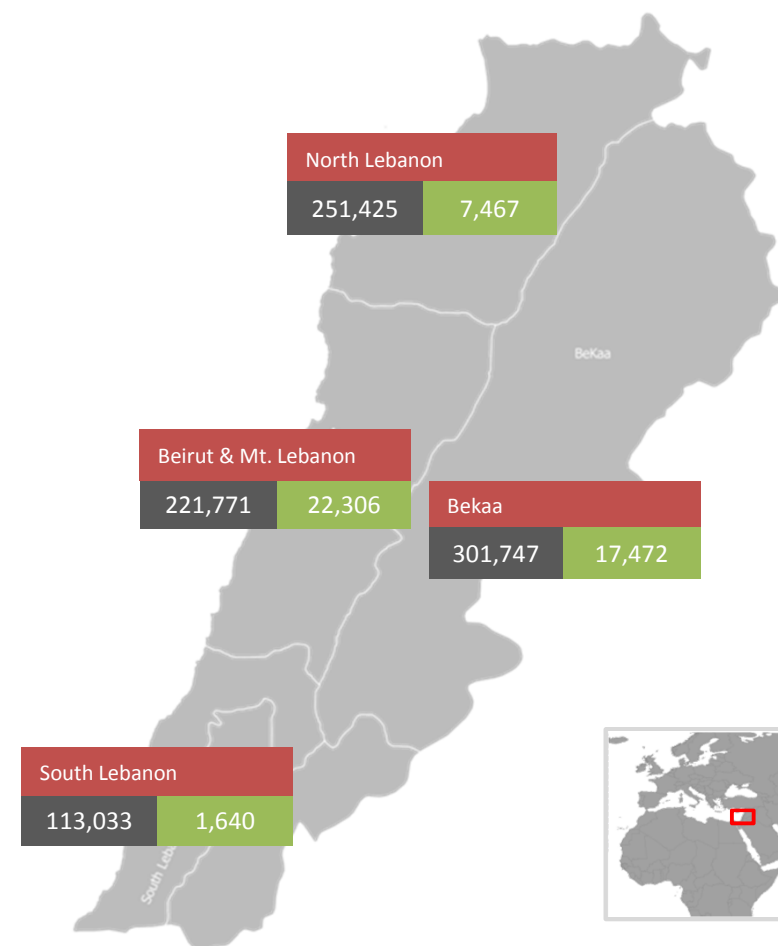 North Lebanon
251,425 7,467
BeKaa
Beirut & Mt. Lebanon
221,771 22,306
Bekaa
301,747 17,472
South Lebanon
113,033 1,640
South